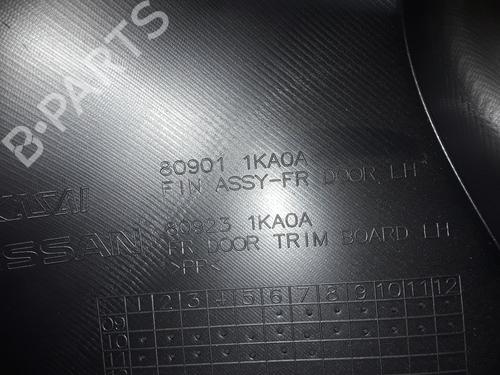 B-PARTS
80901 1KA0A
FIN ASSY-FR DOOR, LH
KASAI
80923 1KA0A
NISSAN
FR DOOR TRIM BOARD LH
>PP<
1 2 3 4 5 6 7 8 9 10 11 12
09
10
11